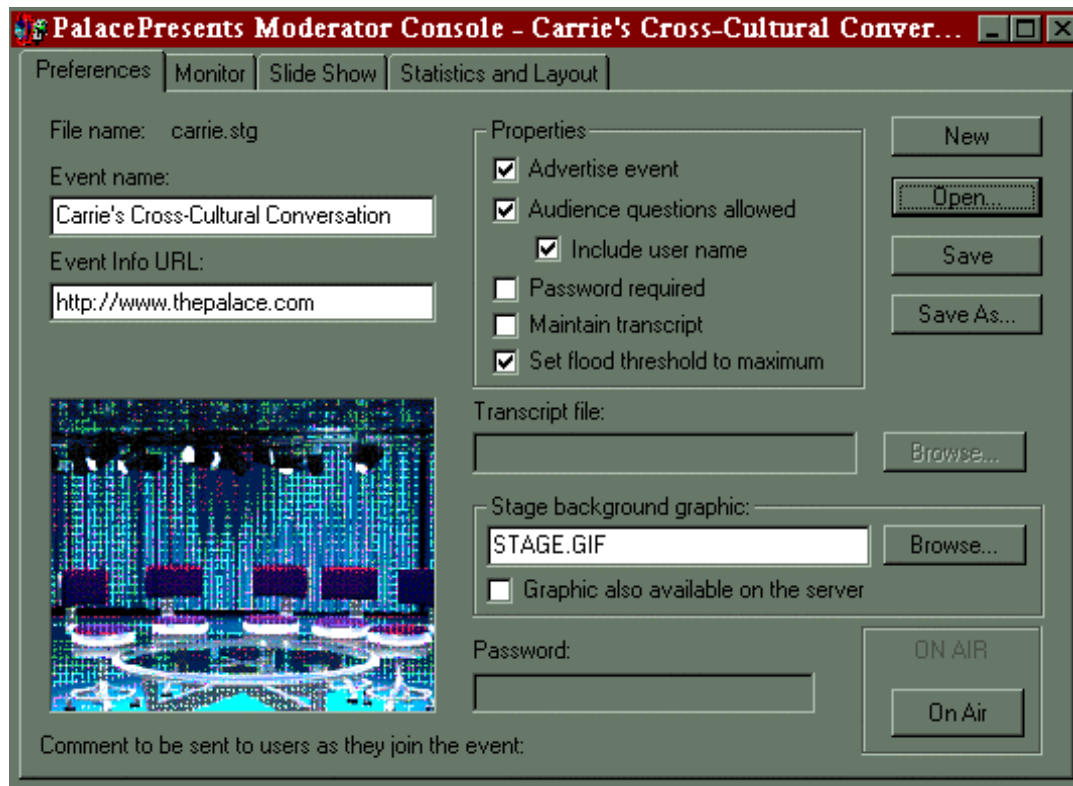 PalacePresents Moderator Console - Carrie's Cross-Cultural Conver...
Preferences Monitor Slide Show Statistics and Layout
File name: carrie.stg
Event name:
Carrie's Cross-Cultural Conversation
Event Info URL:
http://www.thepalace.com
Properties
Advertise event
Audience questions allowed
Include user name
Password required
Maintain transcript
Set flood threshold to maximum
New
Open...
Save
Save As...
Transcript file:
Browse...
Stage background graphic:
STAGE.GIF
Browse...
Graphic also available on the server
Password:
ON AIR
On Air
Comment to be sent to users as they join the event: